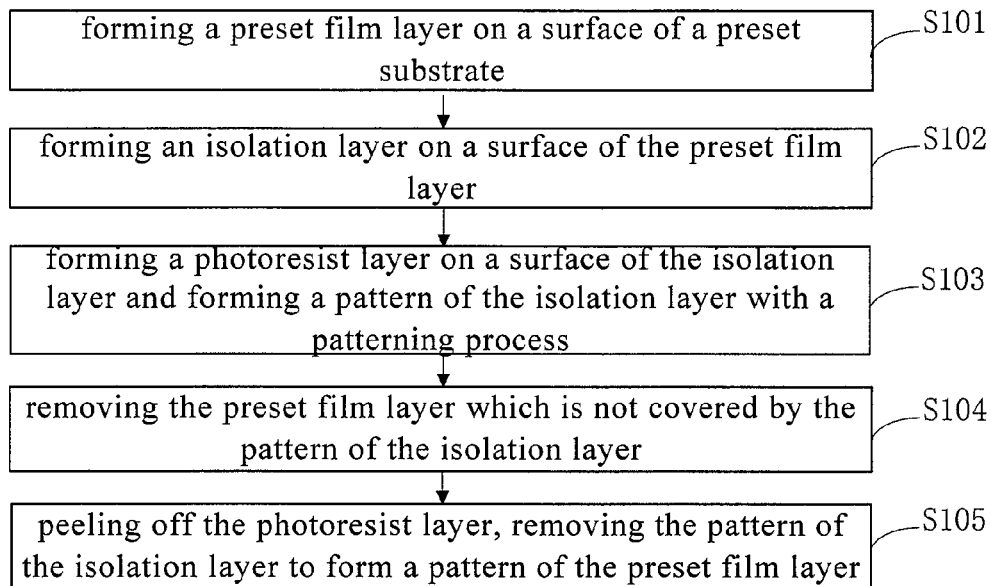 forming a preset film layer on a surface of a preset
substrate
S101
forming an isolation layer on a surface of the preset film
layer
S102
forming a photoresist layer on a surface of the isolation
layer and forming a pattern of the isolation layer with a
patterning process
S103
removing the preset film layer which is not covered by the
pattern of the isolation layer
S104
peeling off the photoresist layer, removing the pattern of
the isolation layer to form a pattern of the preset film layer
S105